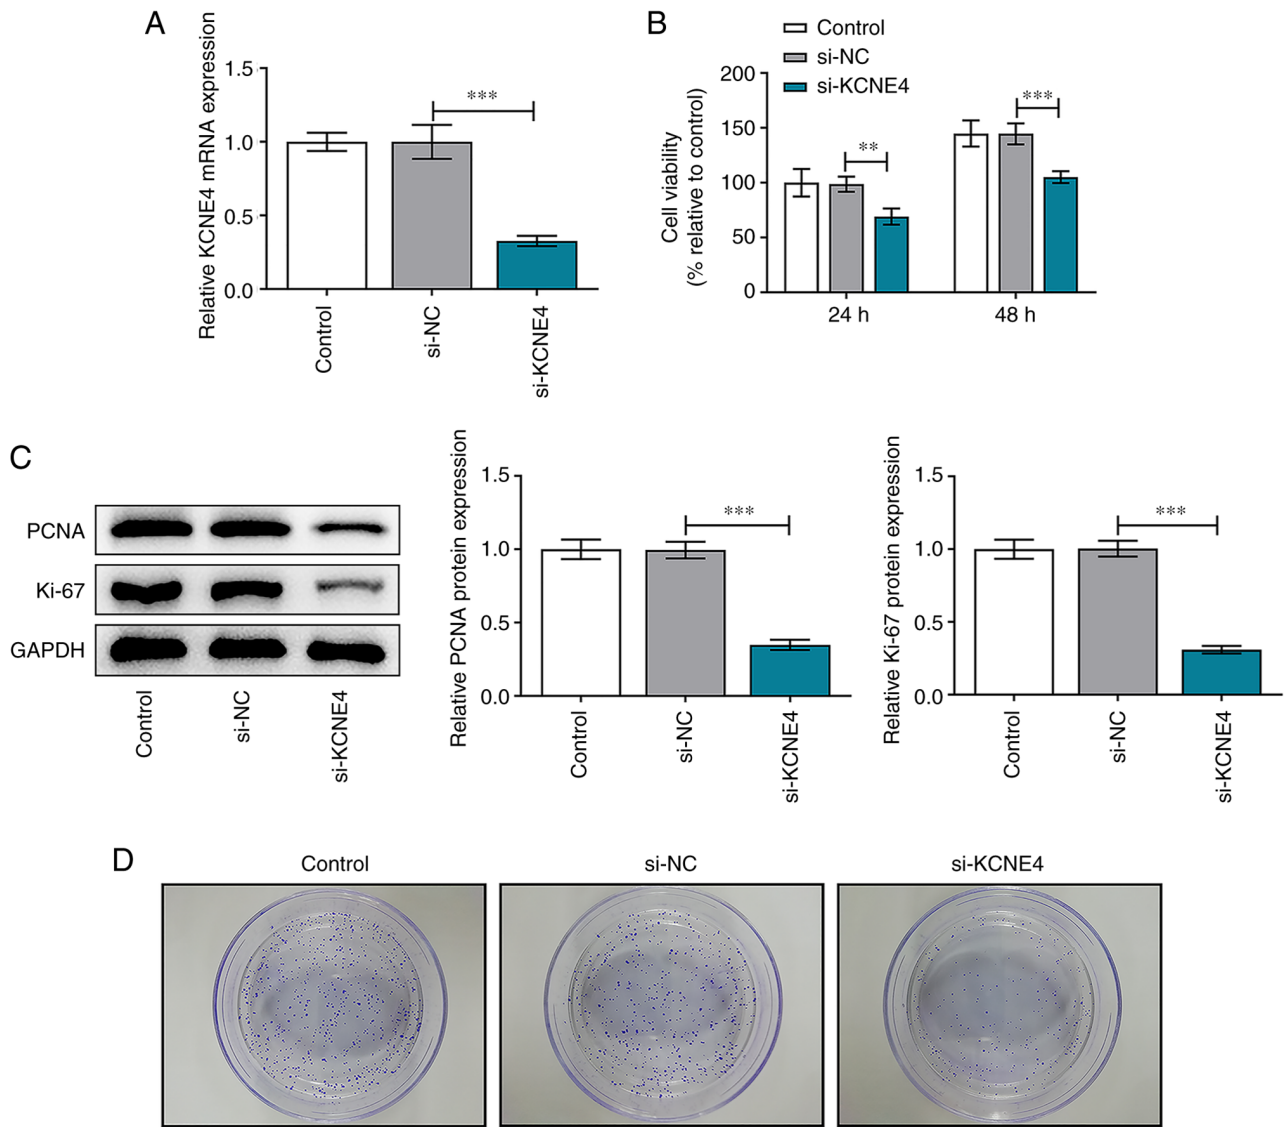 A
Relative KCNE4 mRNA expression
1.5
1.0
0.5
0.0
***
Control
si-NC
si-KCNE4
B
Control
si-NC
si-KCNE4
Cell viability
(% relative to control)
200
150
100
50
0
**
***
24 h
48 h
C
PCNA
Ki-67
GAPDH
Control
si-NC
si-KCNE4
Relative PCNA protein expression
1.5
1.0
0.5
0.0
***
Control
si-NC
si-KCNE4
Relative Ki-67 protein expression
1.5
1.0
0.5
0.0
***
Control
si-NC
si-KCNE4
D
Control
si-NC
si-KCNE4